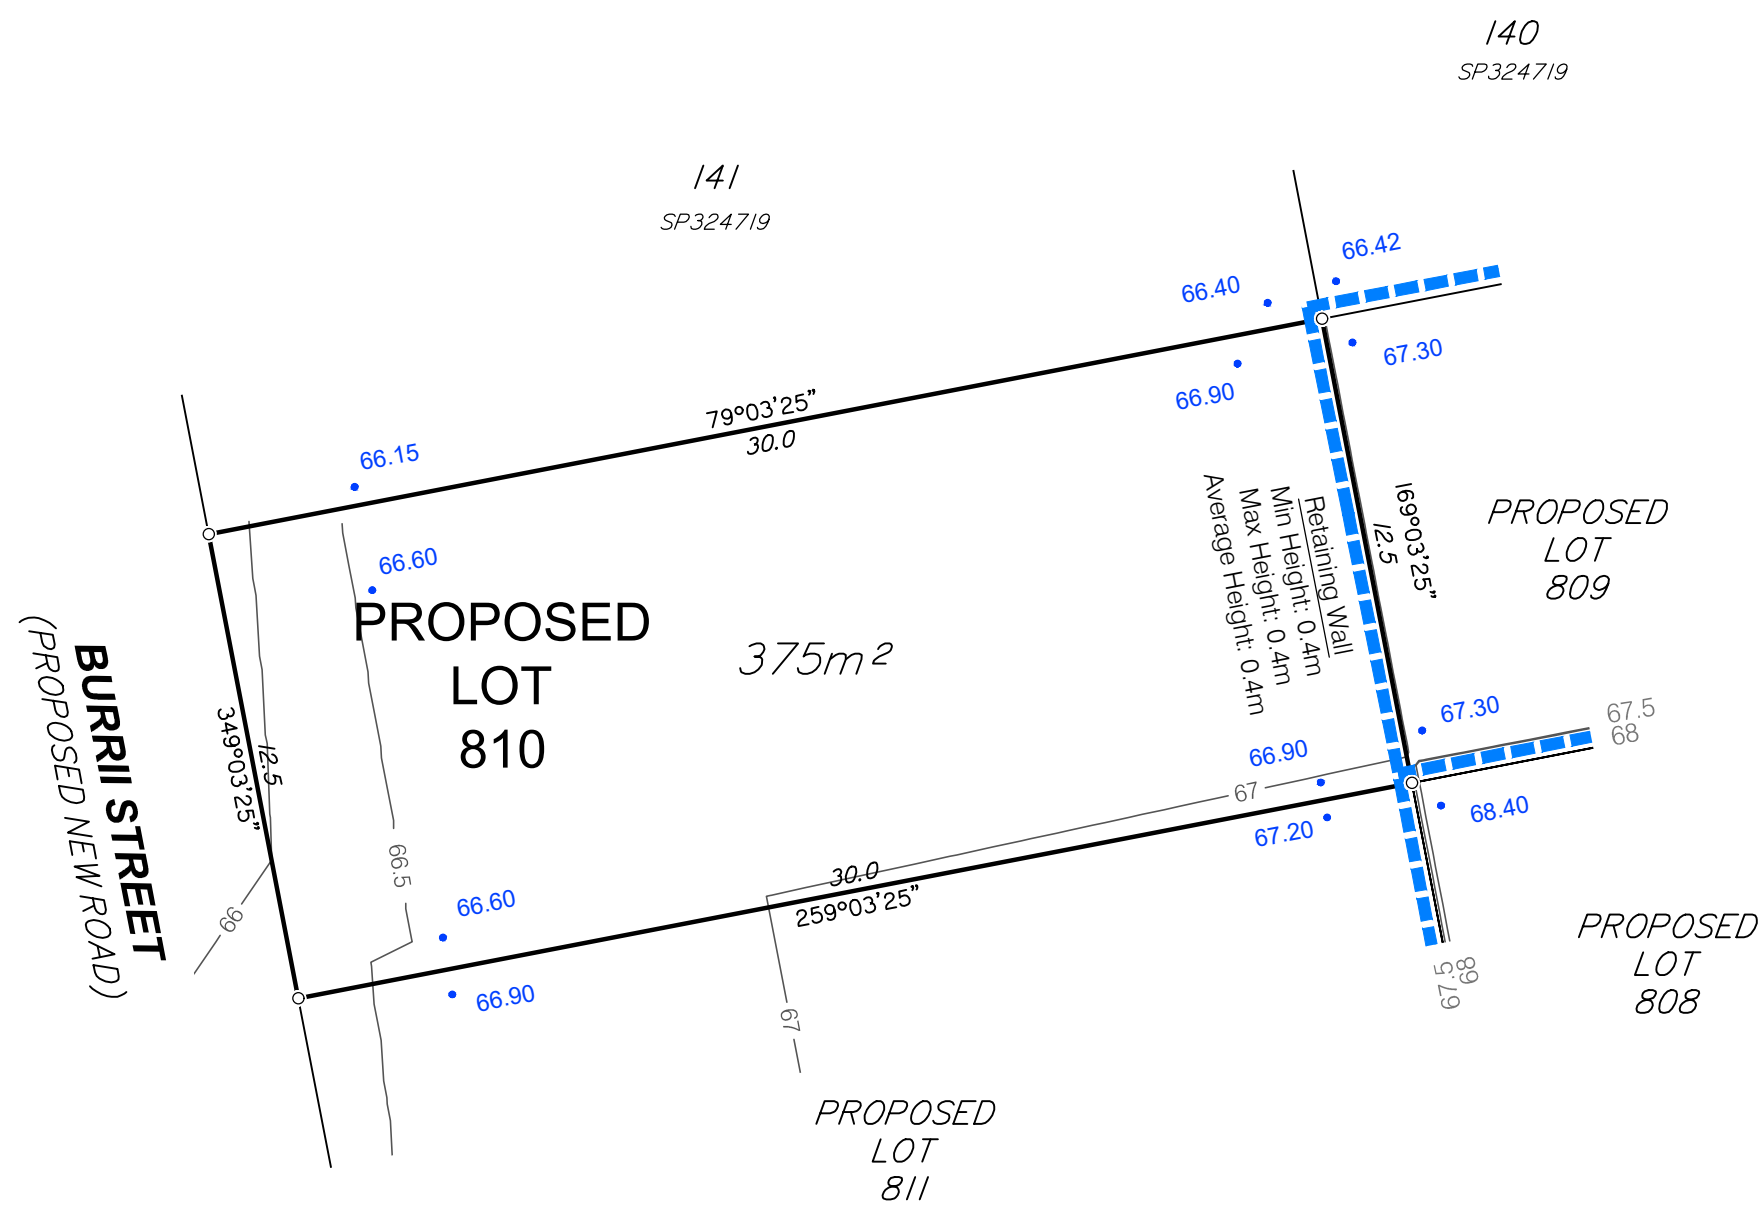 140
SP324719
141
SP324719
66.42
66.40
67.30
66.90
79°03'25"
30.0
66.15
66.60
PROPOSED
LOT
810
375m²
Retaining Wall
Min Height: 0.4m
Max Height: 0.4m
Average Height: 0.4m
169°03'25"
12.5
PROPOSED
LOT
809
BURRII STREET
(PROPOSED NEW ROAD)
349°03'25"
12.5
66
66.5
66.60
66.90
67.30
66.90
67
67.20
67.5
68
68.40
30.0
259°03'25"
67
68
67.5
PROPOSED
LOT
808
PROPOSED
LOT
811